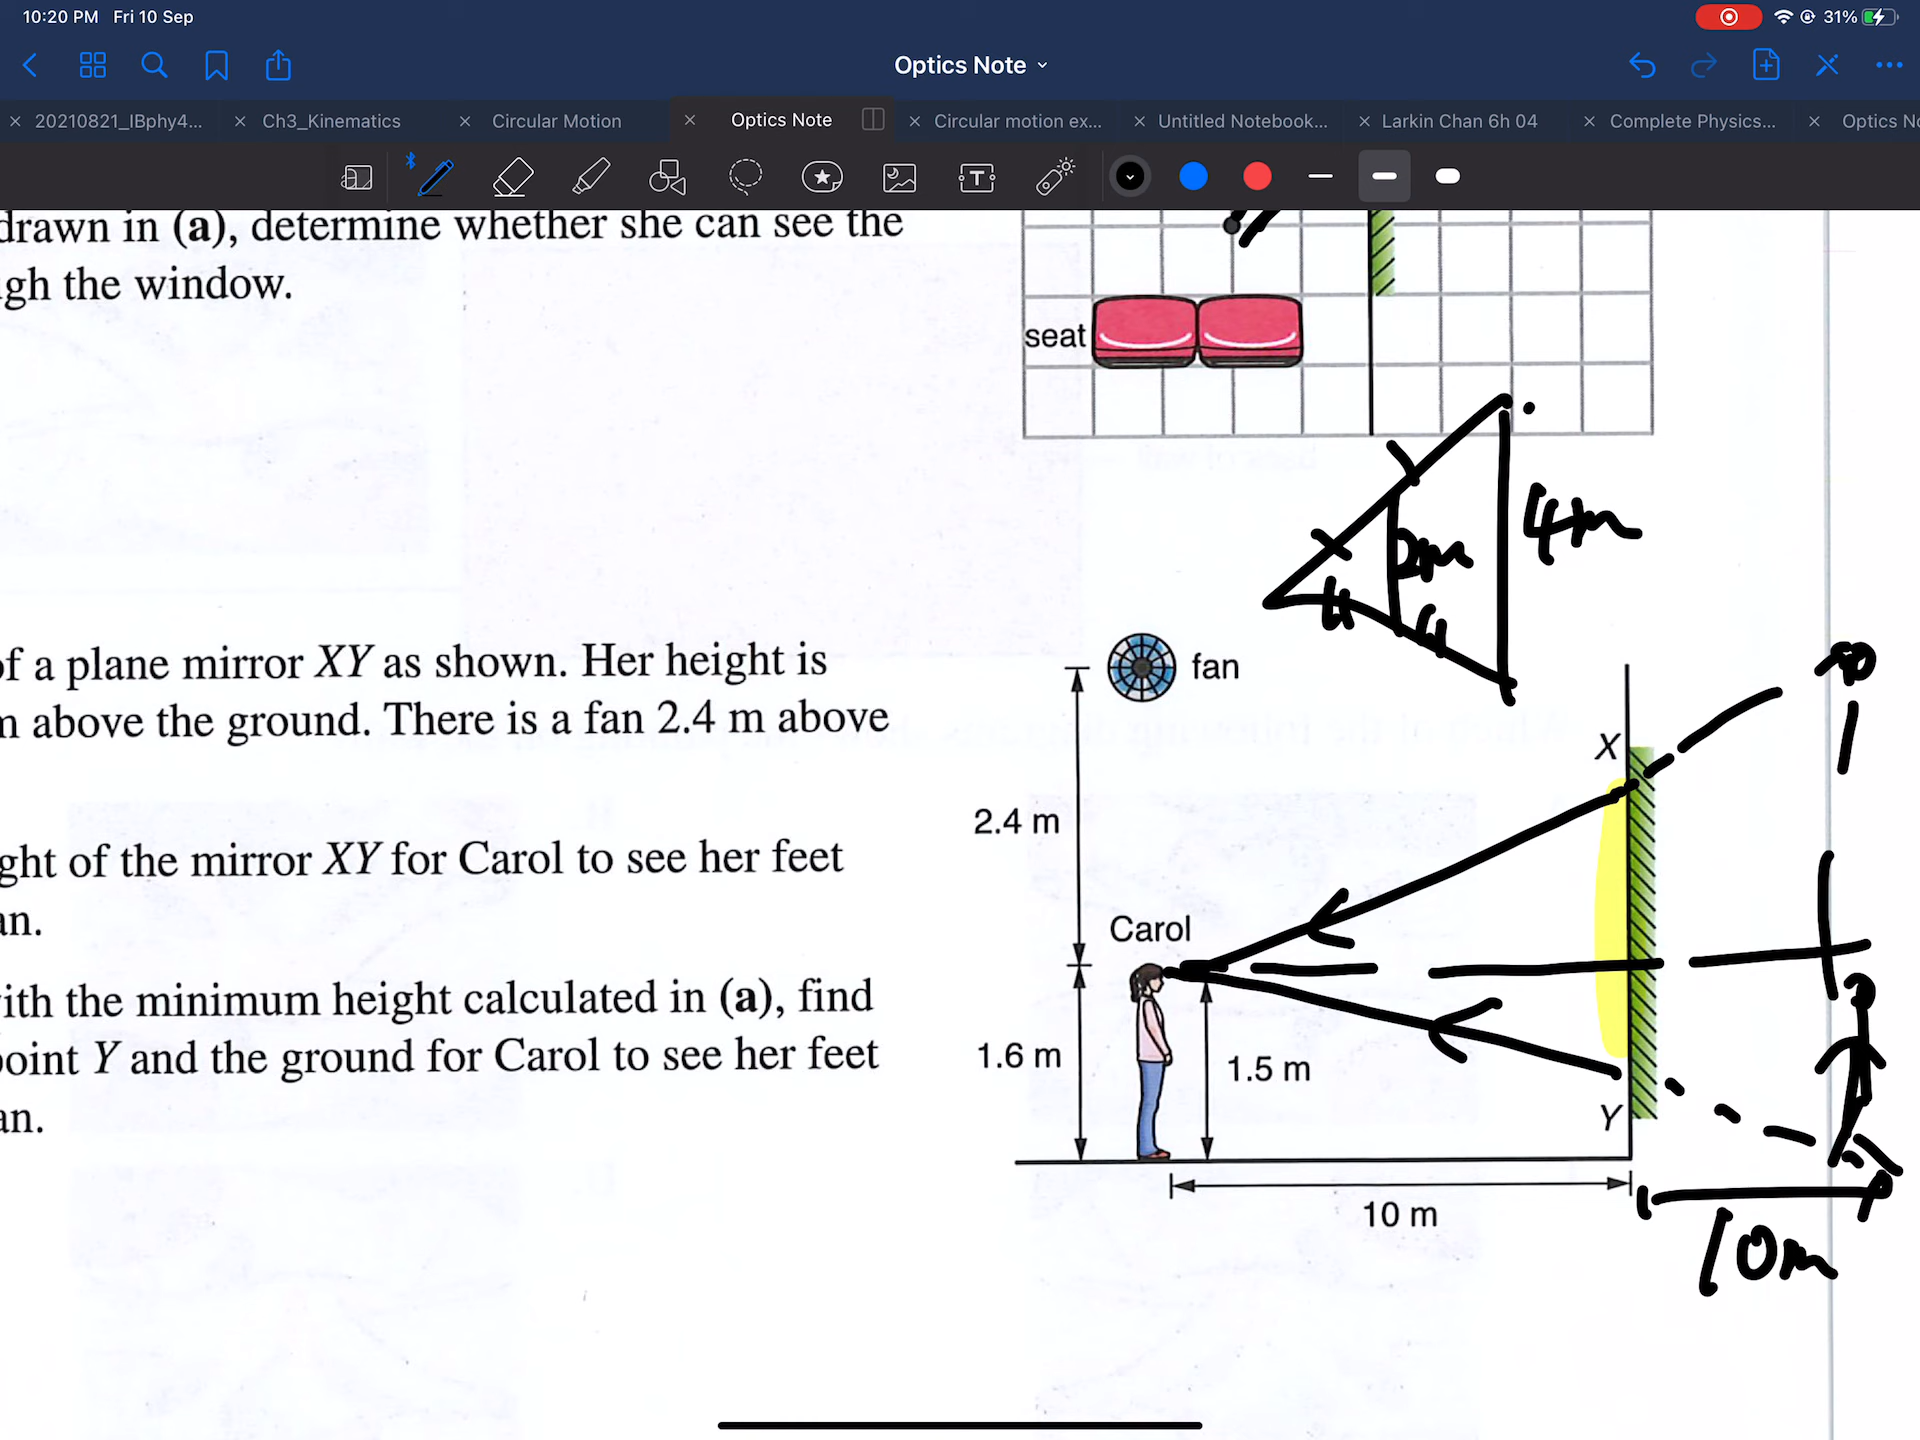 10:20 PM Fri 10 Sep
31%
Optics Note
20210821_IBphy4...
Ch3_Kinematics
Circular Motion
Optics Note
Circular motion ex...
Untitled Notebook...
Larkin Chan 6h 04
Complete Physics...
Optics No
drawn in (a), determine whether she can see the
igh the window.
seat
4m
2m
of a plane mirror XY as shown. Her height is
m above the ground. There is a fan 2.4 m above
fan
X
2.4 m
ght of the mirror XY for Carol to see her feet
an.
Carol
with the minimum height calculated in (a), find
point Y and the ground for Carol to see her feet
an.
1.6 m
1.5 m
Y
10 m
10m